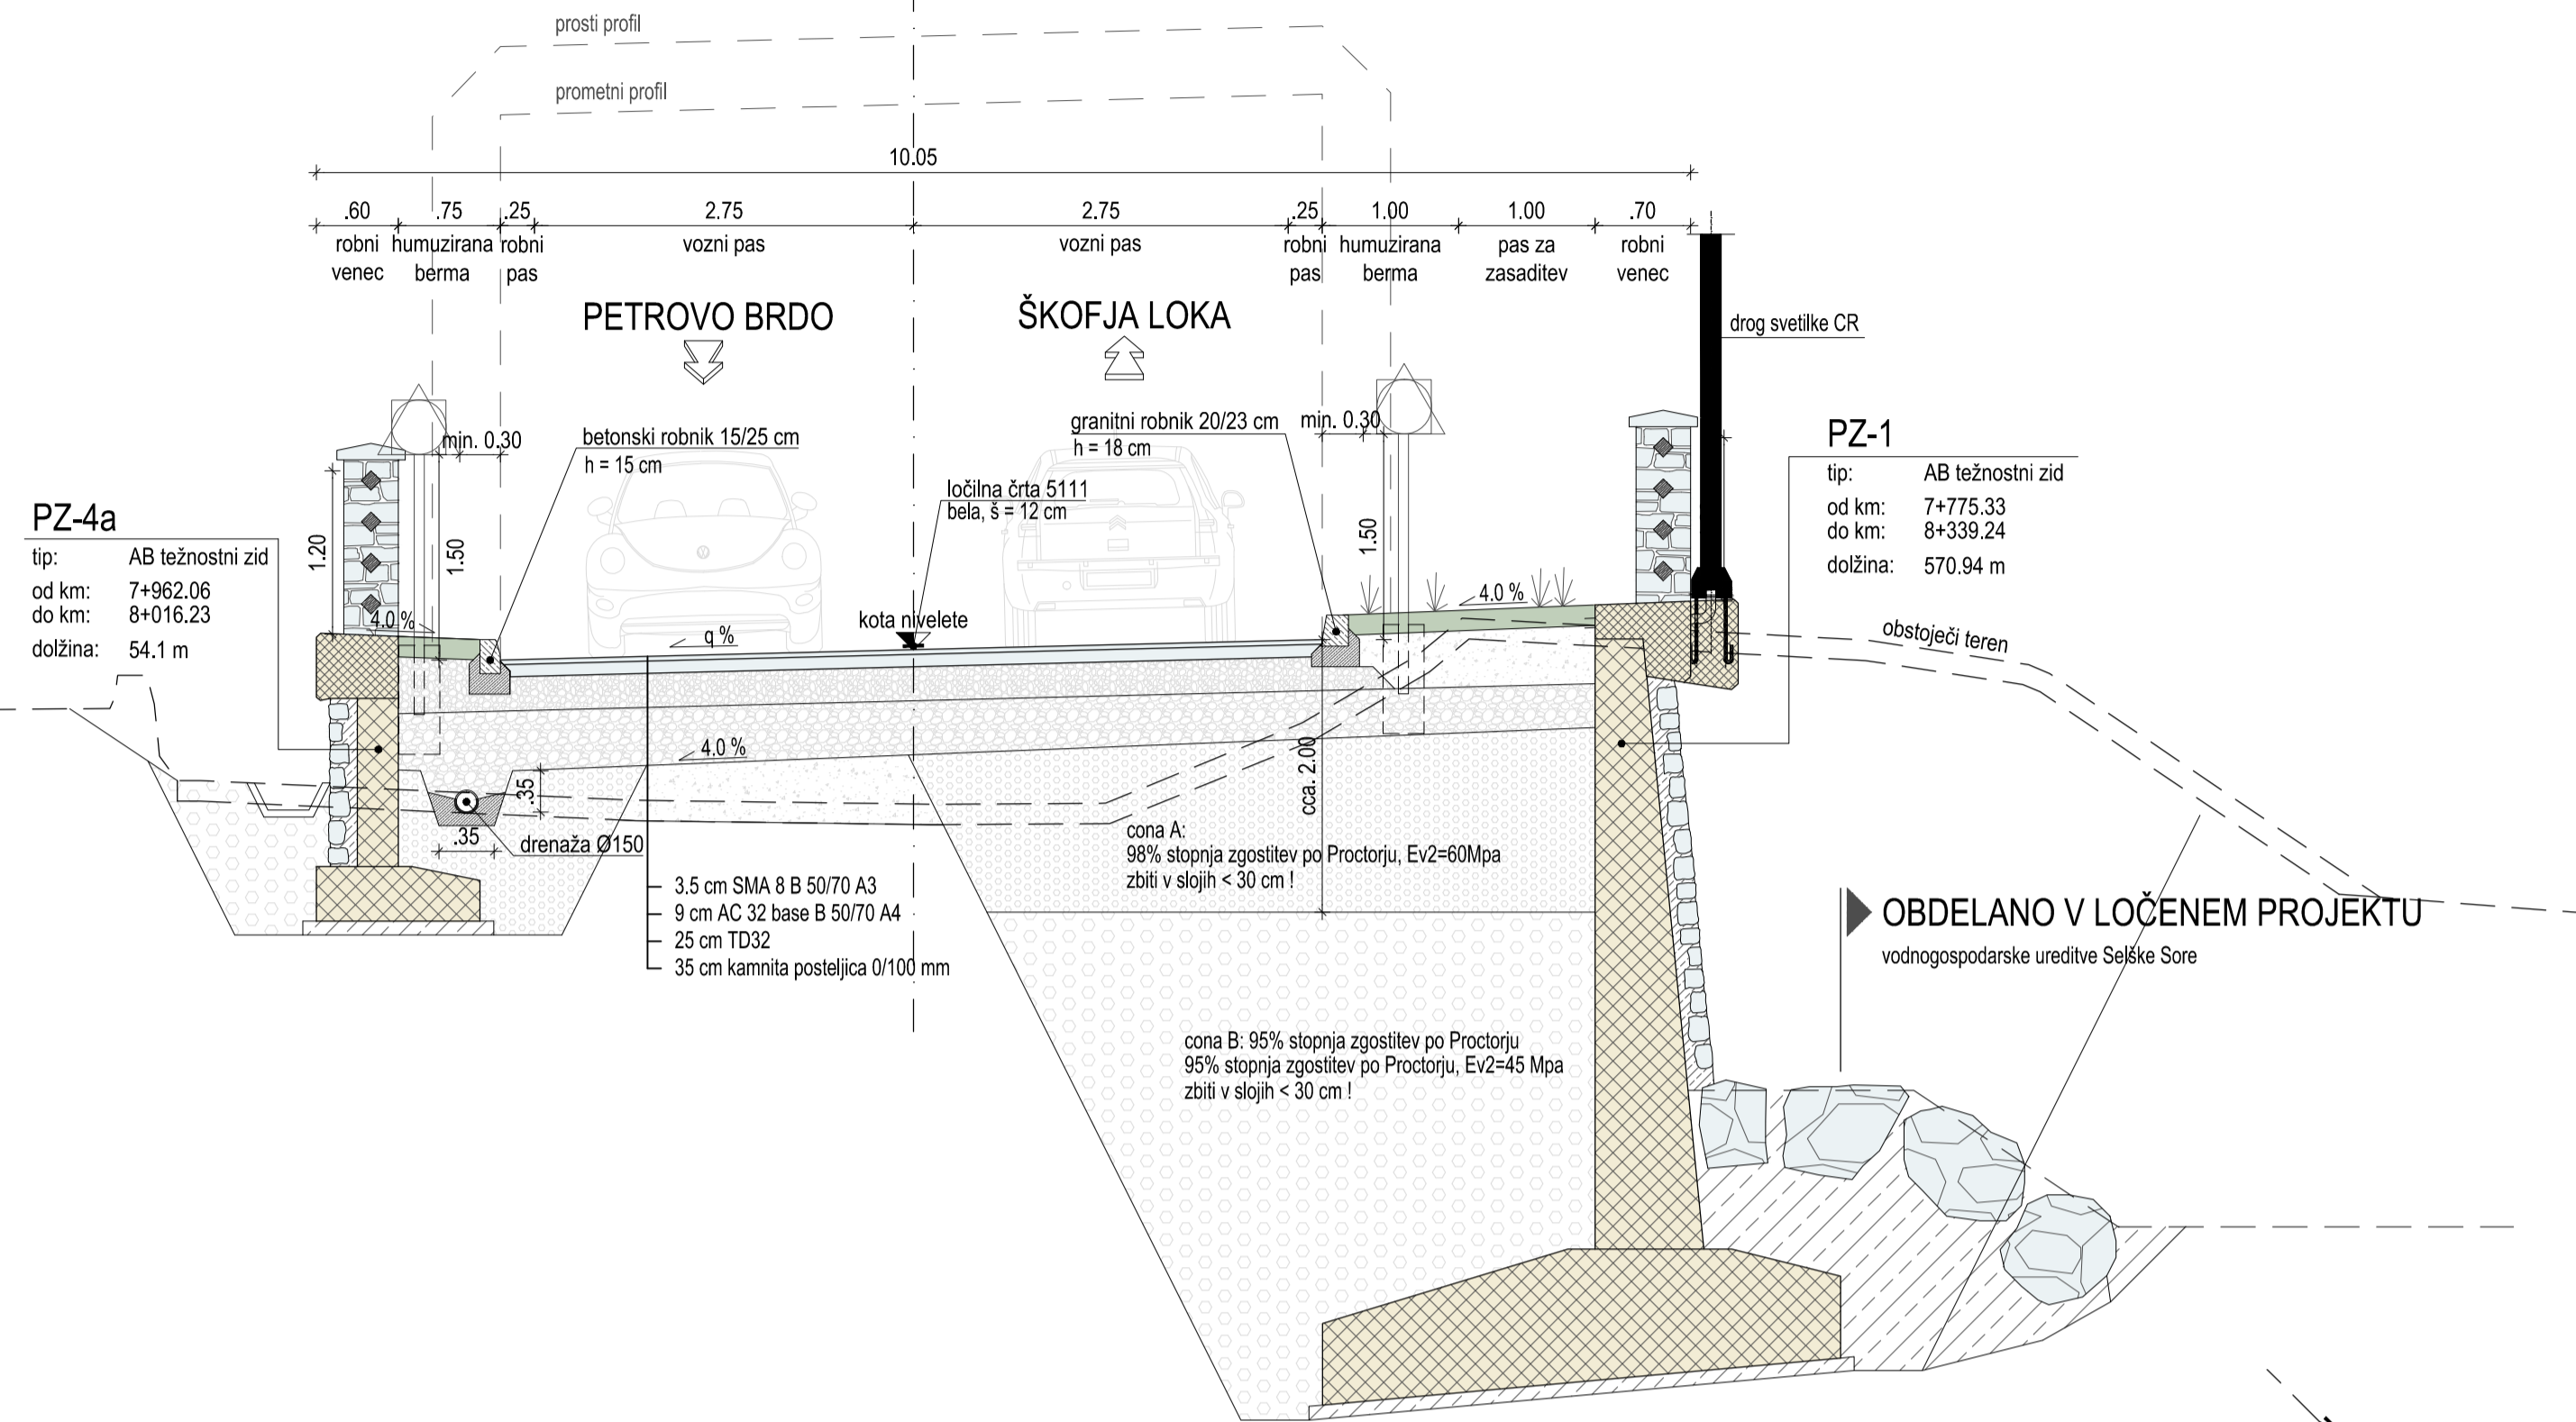 prosti profil
prometni profil
10.05
.60 .75 .25 2.75 2.75 .25 1.00 1.00 .70
robni venec
humuzirana berma
robni pas
vozni pas
vozni pas
robni pas
humuzirana berma
pas za zasaditev
robni venec
PETROVO BRDO
ŠKOFJA LOKA
drog svetilke CR
min. 0.30
betonski robnik 15/25 cm
h = 15 cm
granitni robnik 20/23 cm
h = 18 cm
min. 0.30
ločilna črta 5111
bela, š = 12 cm
PZ-1
tip: AB težnostni zid
od km: 7+775.33
do km: 8+339.24
dolžina: 570.94 m
PZ-4a
tip: AB težnostni zid
od km: 7+962.06
do km: 8+016.23
dolžina: 54.1 m
1.20
1.50
1.50
4.0 %
q %
kota nivelete
4.0 %
obstoječi teren
4.0 %
cca. 2.00
.35
.35
drenaža Ø150
3.5 cm SMA 8 B 50/70 A3
9 cm AC 32 base B 50/70 A4
25 cm TD32
35 cm kamnita posteljica 0/100 mm
cona A:
98% stopnja zgostitev po Proctorju, Ev2=60Mpa
zbiti v slojih < 30 cm !
cona B: 95% stopnja zgostitev po Proctorju
95% stopnja zgostitev po Proctorju, Ev2=45 Mpa
zbiti v slojih < 30 cm !
OBDELANO V LOČENEM PROJEKTU
vodnogospodarske ureditve Selške Sore